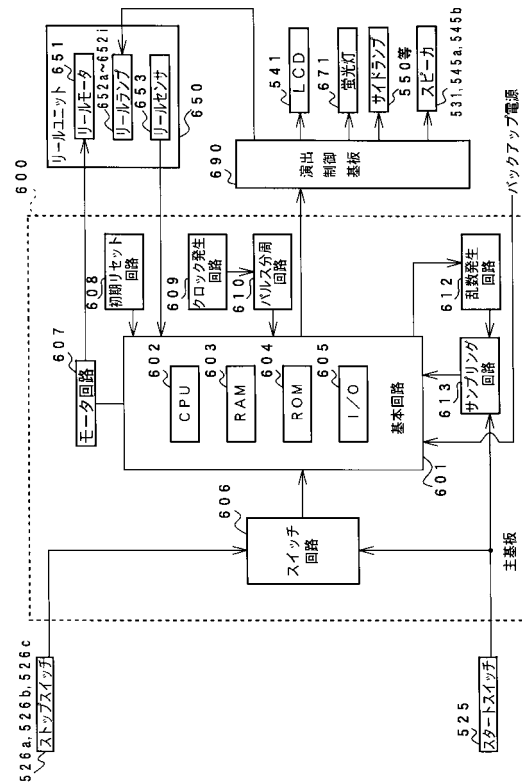 600
リールユニット
651
リールモータ
652a~652i
リールランプ
653
リールセンサ
650
541
LCD
671
蛍光灯
サイドランプ
550等
スピーカ
531,545a,545b
690
演出
制御
基板
バックアップ電源
607
モータ回路
608
初期リセット
回路
609
クロック発生
回路
610
パルス分周
回路
602
CPU
603
RAM
604
ROM
605
I/O
基本回路
601
612
乱数発生
回路
613
サンプリング
回路
606
スイッチ
回路
主基板
ストップスイッチ
526a,526b,526c
525
スタートスイッチ